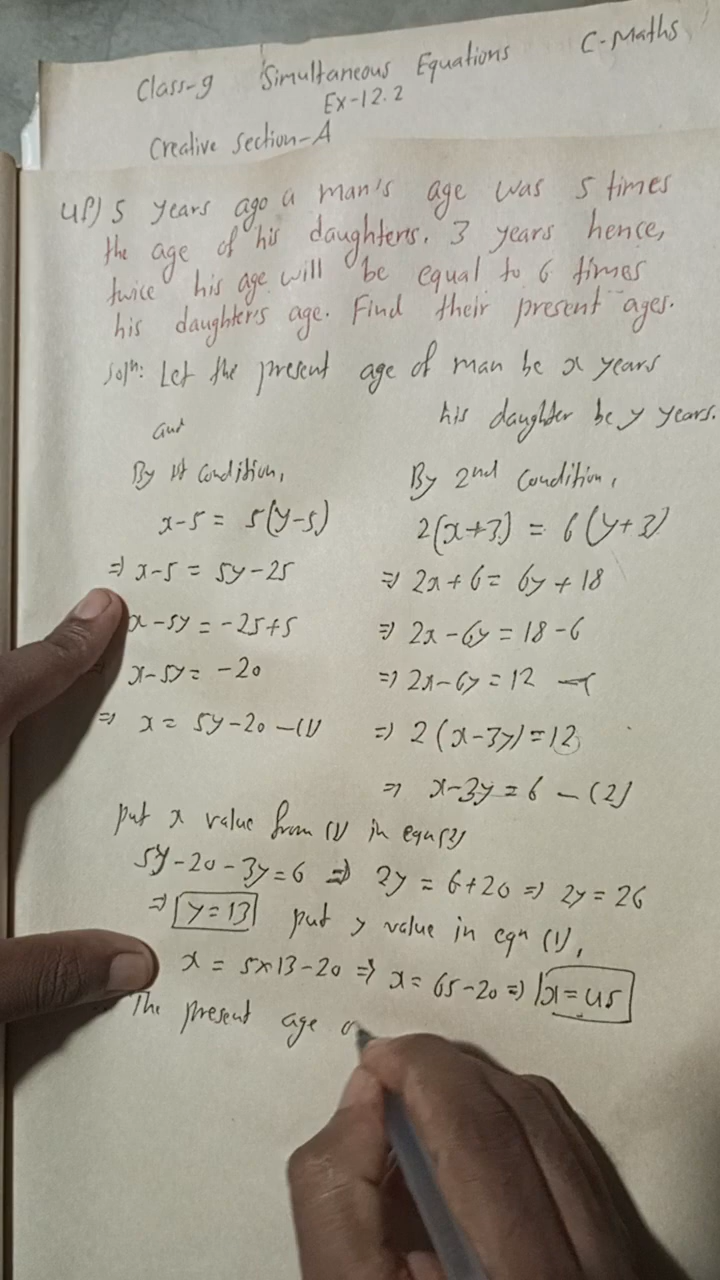 Class-9 Simultaneous Equations C-Maths
Ex-12.2
Creative Section-A
4f) 5 years ago a man's age was 5 times
the age of his daughters. 3 years hence,
twice his age will be equal to 6 times
his daughter's age. Find their present ages.
Solⁿ: Let the present age of man be x years
and his daughter be y years.
By 1st Condition, By 2nd Condition,
x-5 = 5(y-5) 2(x+3) = 6(y+3)
⇒ x-5 = 5y-25 ⇒ 2x+6 = 6y+18
x-5y = -25+5 ⇒ 2x-6y = 18-6
x-5y = -20 ⇒ 2x-6y = 12
⇒ x = 5y-20 -(1) ⇒ 2(x-3y) = 12
⇒ x-3y = 6 - (2)
put x value from (1) in eqn(2)
5y-20-3y=6 ⇒ 2y = 6+20 ⇒ 2y = 26
⇒ y=13 put y value in eqn (1),
x = 5×13-20 ⇒ x = 65-20 ⇒ x=45
The present age o